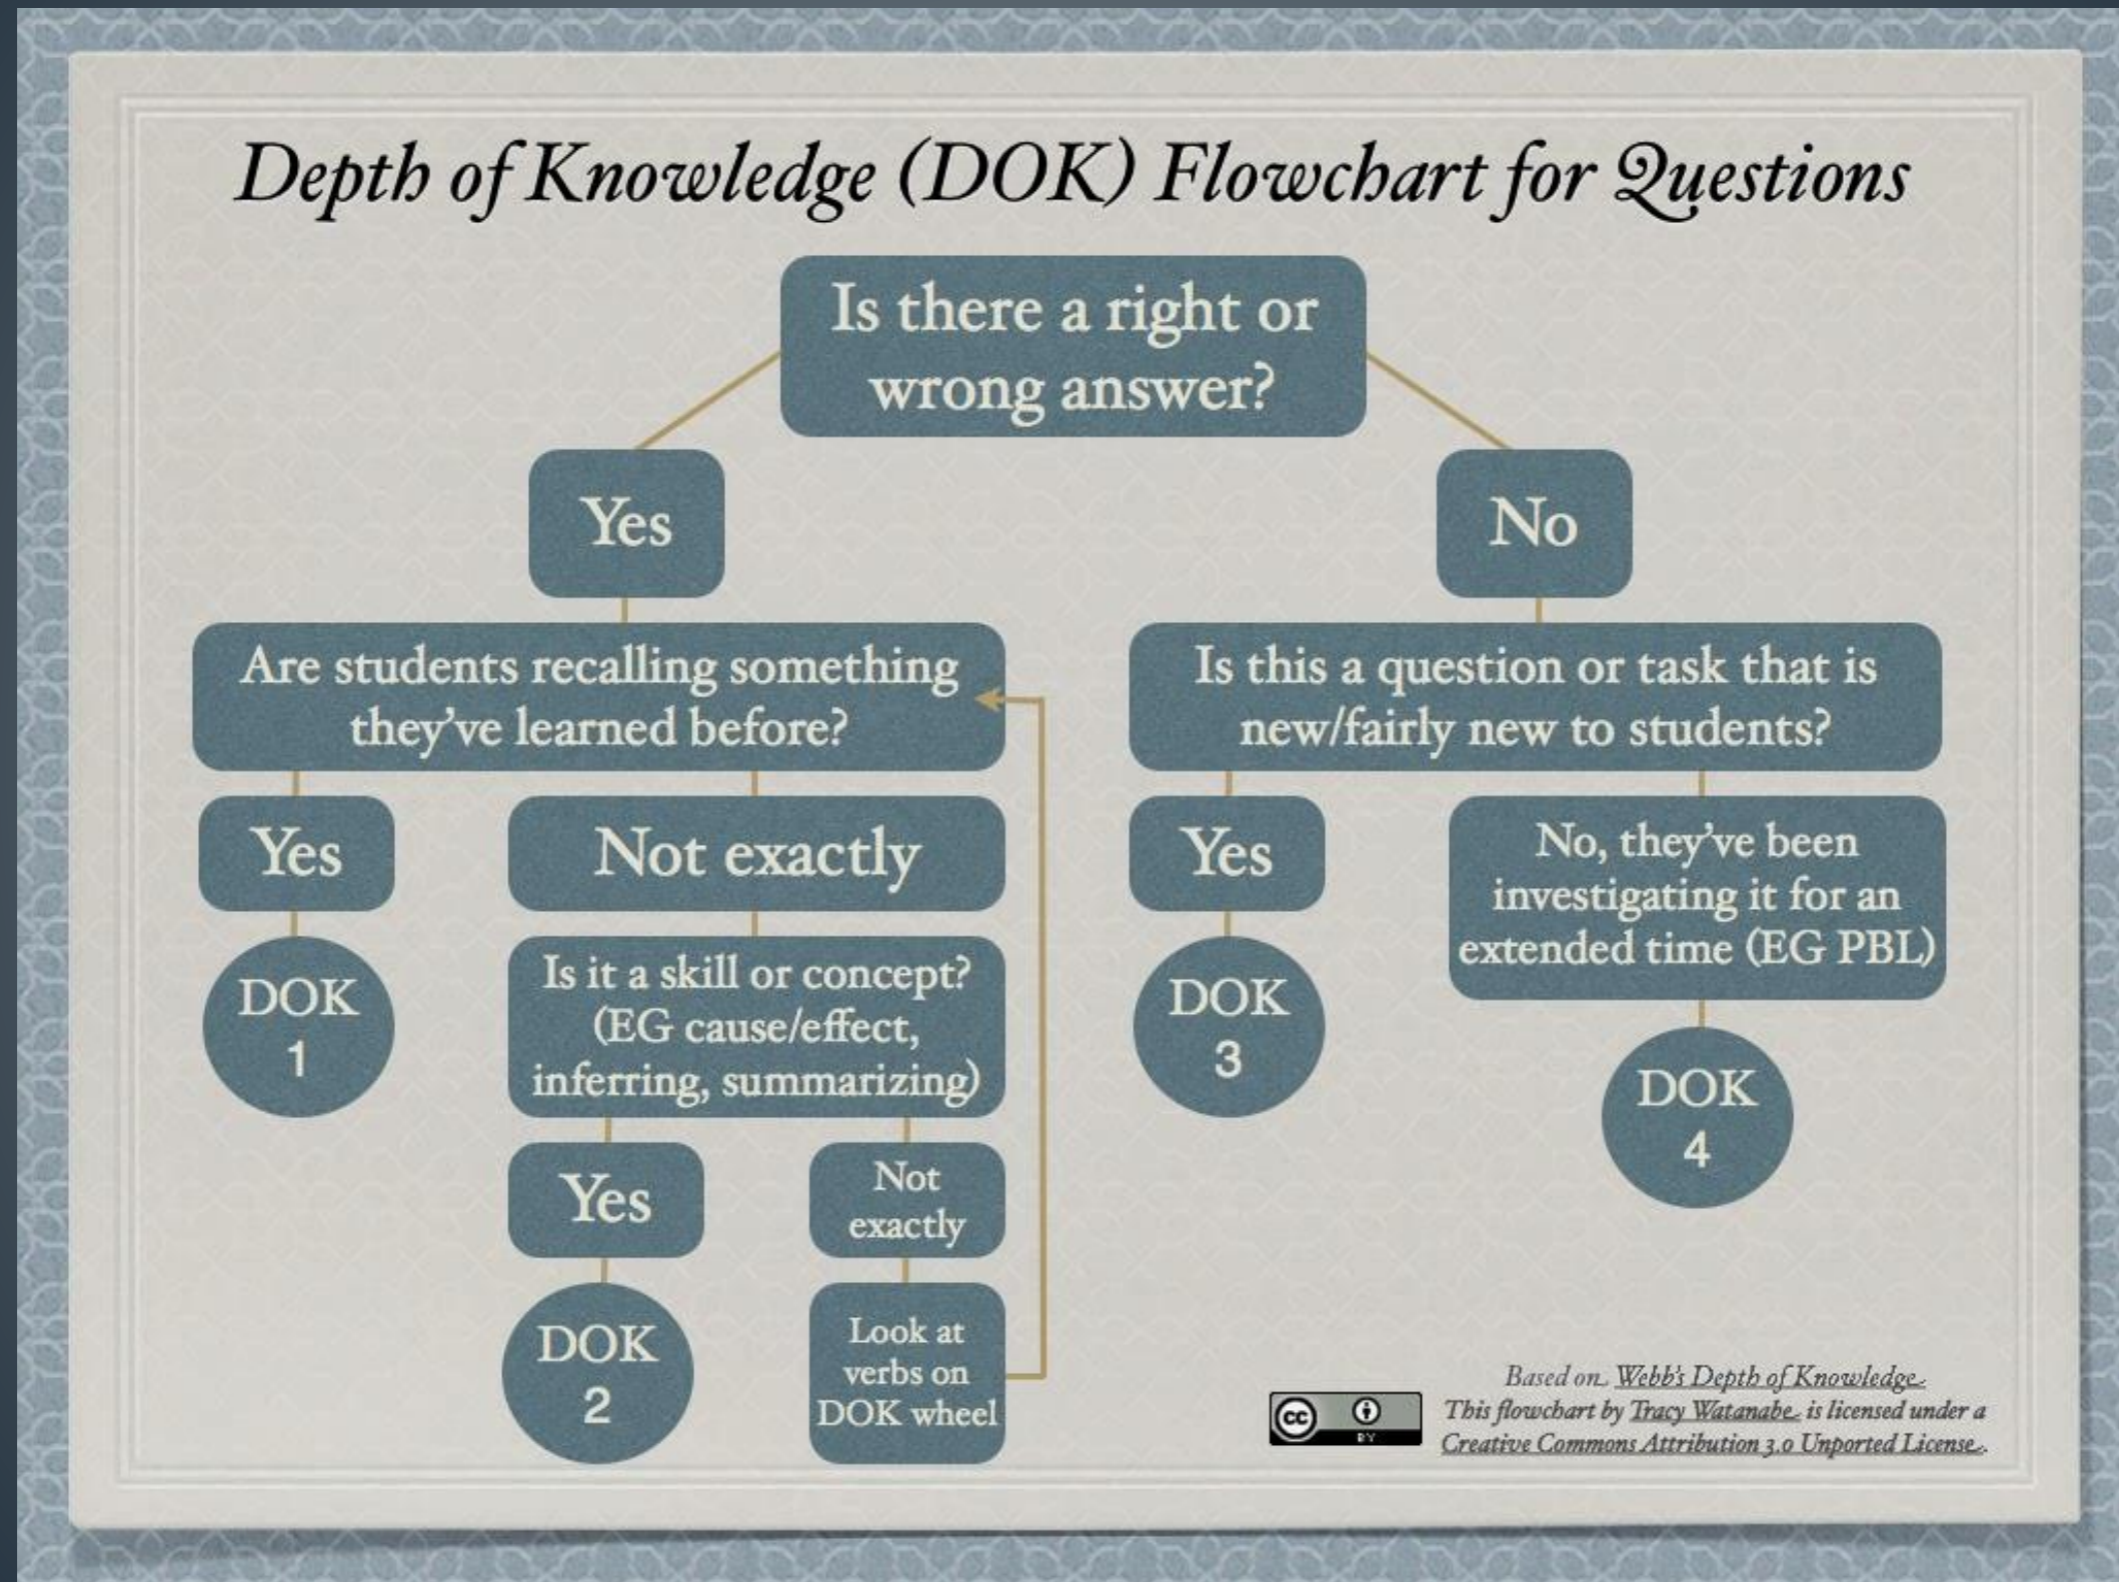 Depth of Knowledge (DOK) Flowchart for Questions
Is there a right or
wrong answer?
Yes
No
Are students recalling something
they've learned before?
Is this a question or task that is
new/fairly new to students?
Yes
Not exactly
Yes
No, they've been
investigating it for an
extended time (EG PBL)
DOK
1
Is it a skill or concept?
(EG cause/effect,
inferring, summarizing)
DOK
3
DOK
4
Yes
Not
exactly
DOK
2
Look at
verbs on
DOK wheel
Based on Webb's Depth of Knowledge
This flowchart by Tracy Watanabe is licensed under a
Creative Commons Attribution 3.0 Unported License.
cc
BY